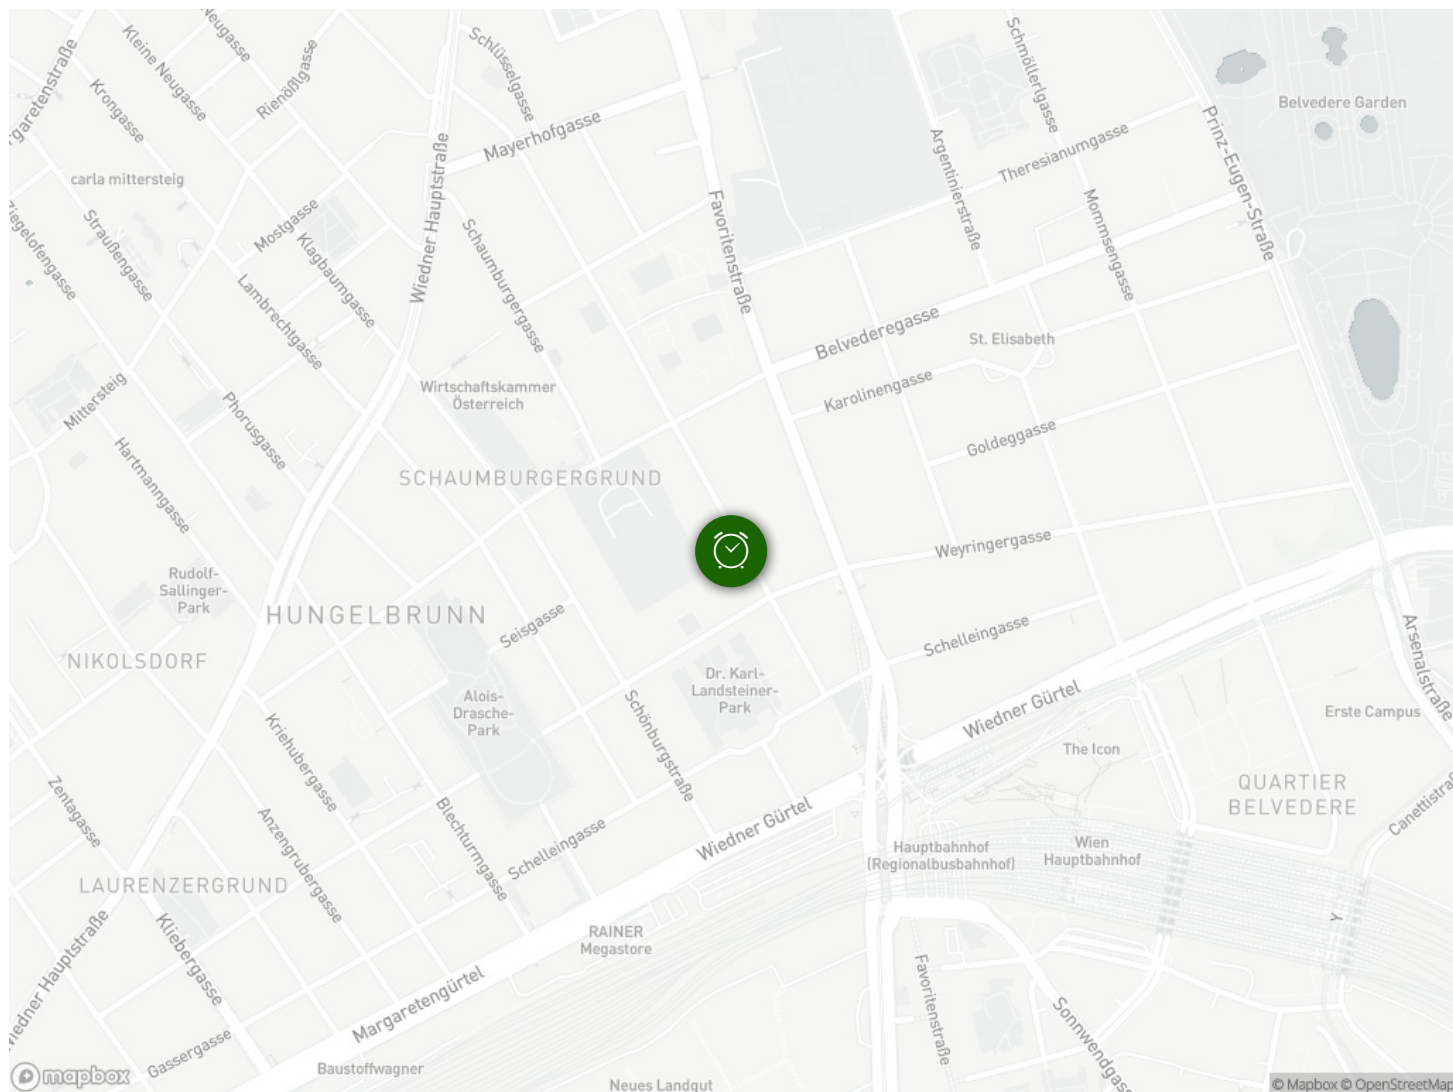 Schlüsselgasse
Schmöllerlgasse
Neugasse
Kleine Neugasse
Rienößlgasse
Krongasse
Mayerhofgasse
Belvedere Garden
Theresianumgasse
Argentinierstraße
Prinz-Eugen-Straße
Wiedner Hauptstraße
carla mittersteig
Mostgasse
Straußengasse
Ziegelofengasse
Klagbaumgasse
Schaumburgergasse
Favoritenstraße
Mommsengasse
Lambrechtgasse
Belvederegasse
St. Elisabeth
Karolinengasse
Wirtschaftskammer
Österreich
Mittersteig
Phorusgasse
Hartmanngasse
Goldeggasse
SCHAUMBURGERGRUND
Weyringergasse
Rudolf-
Sallinger-
Park
HUNGELBRUNN
Seisgasse
Schelleingasse
Arsenalstraße
NIKOLSDORF
Alois-
Drasche-
Park
Dr. Karl-
Landsteiner-
Park
Schönburgstraße
Wiedner Gürtel
Erste Campus
The Icon
Kriehubergasse
QUARTIER
BELVEDERE
Zentagasse
Anzengrubergasse
Blechturmgasse
Schelleingasse
Wiedner Gürtel
Hauptbahnhof
(Regionalbusbahnhof)
Wien
Hauptbahnhof
LAURENZERGRUND
Kliebergasse
RAINER
Megastore
Favoritenstraße
Sonnwendgass
Margaretengürtel
Gassergasse
Baustoffwagner
Neues Landgut
mapbox
© Mapbox © OpenStreetMap